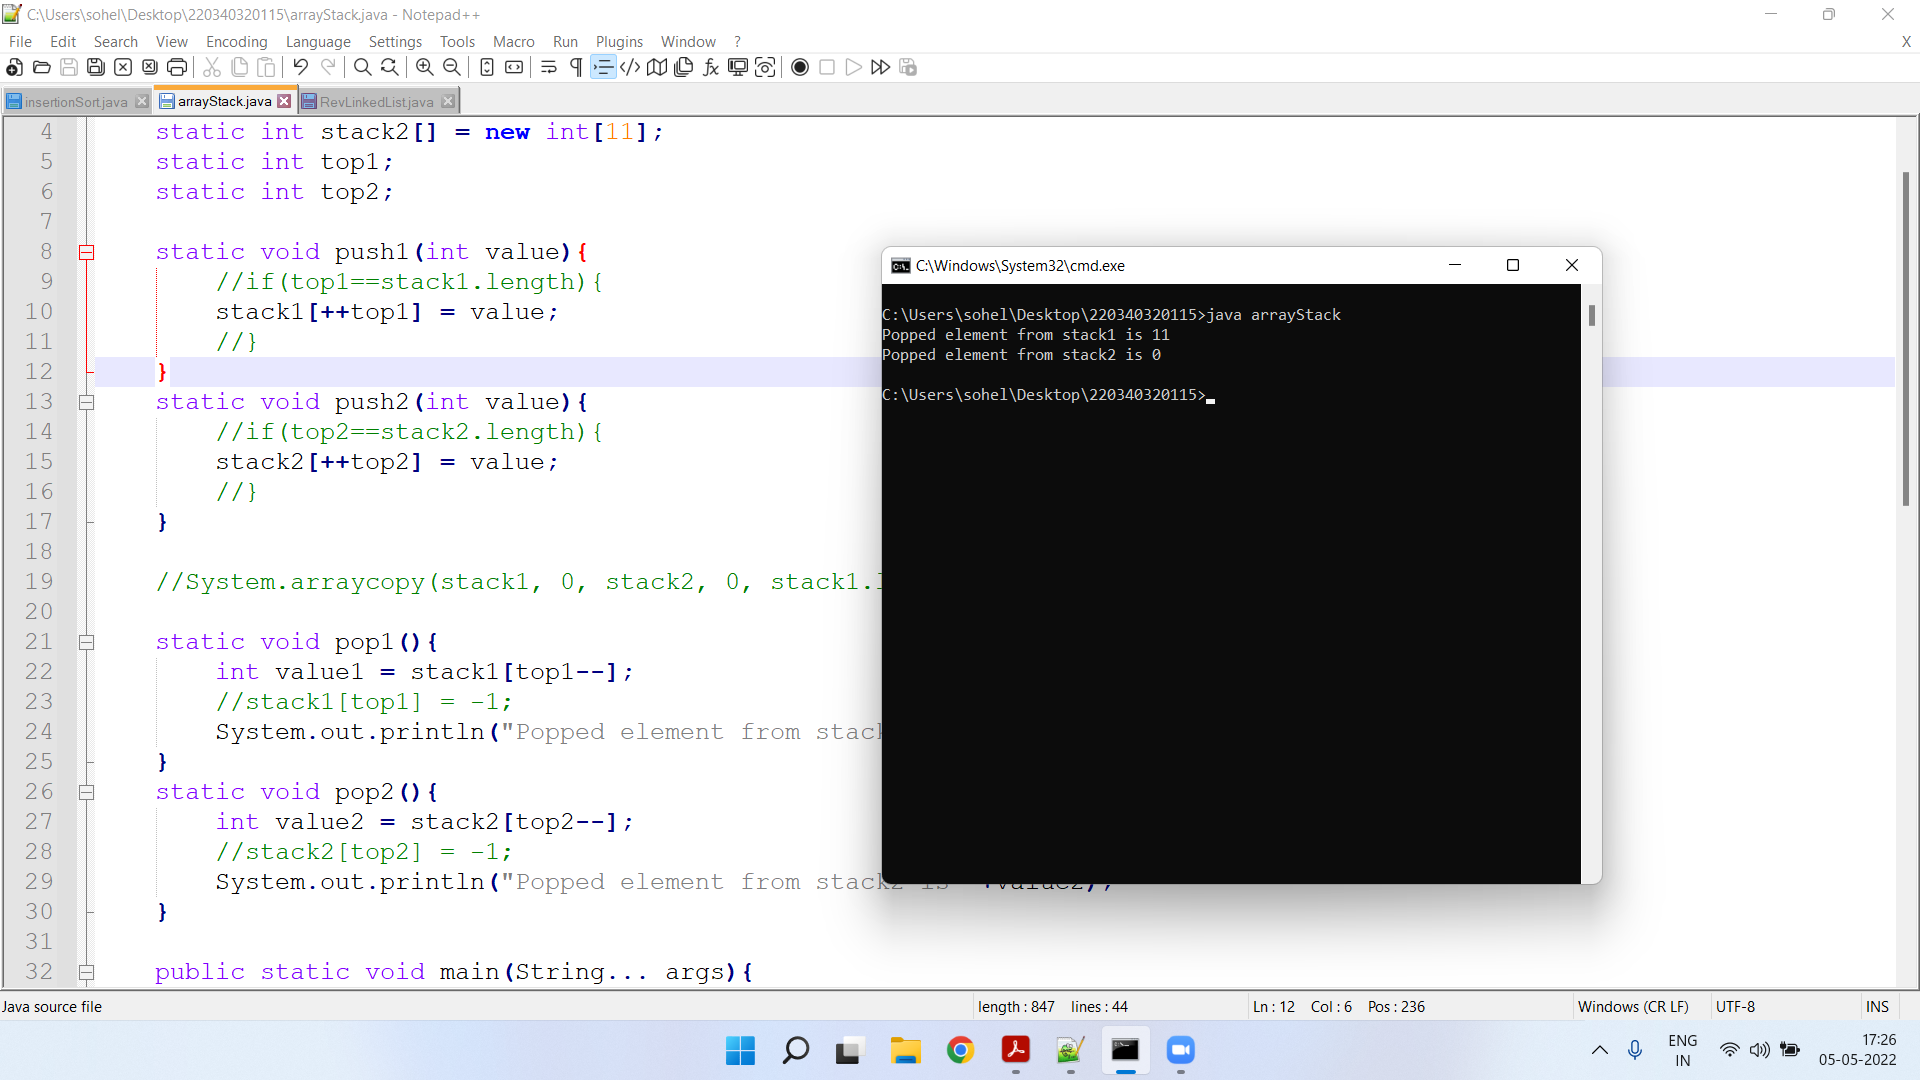 C:\Users\sohel\Desktop\220340320115\arrayStack.java - Notepad++
File Edit Search View Encoding Language Settings Tools Macro Run Plugins Window ? X
insertionSort.java arrayStack.java RevLinkedList.java
4 static int stack2[] = new int[11];
5 static int top1;
6 static int top2;
7
8 static void push1(int value){
9 //if(top1==stack1.length){
10 stack1[++top1] = value;
11 //}
12 }
13 static void push2(int value){
14 //if(top2==stack2.length){
15 stack2[++top2] = value;
16 //}
17 }
18
19 //System.arraycopy(stack1, 0, stack2, 0, stack1.
20
21 static void pop1(){
22 int value1 = stack1[top1--];
23 //stack1[top1] = -1;
24 System.out.println("Popped element from stack
25 }
26 static void pop2(){
27 int value2 = stack2[top2--];
28 //stack2[top2] = -1;
29 System.out.println("Popped element from stack2 is "+value2);
30 }
31
32 public static void main(String... args){
C:\Windows\System32\cmd.exe
C:\Users\sohel\Desktop\220340320115>java arrayStack
Popped element from stack1 is 11
Popped element from stack2 is 0
C:\Users\sohel\Desktop\220340320115>
Java source file length : 847 lines : 44 Ln : 12 Col : 6 Pos : 236 Windows (CR LF) UTF-8 INS
ENG
IN
17:26
05-05-2022